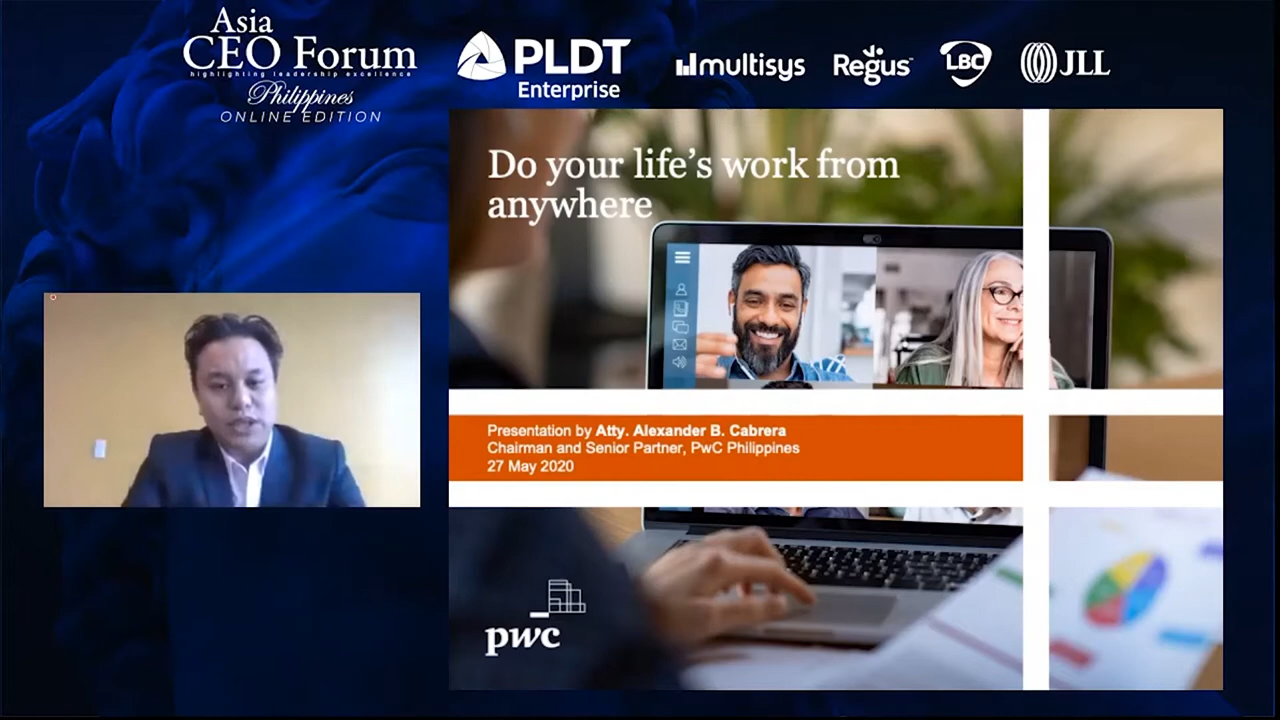 Asia
CEO Forum
highlighting leadership excellence
Philippines
ONLINE EDITION
PLDT
Enterprise
multisys
Regus
LBC
JLL
Do your life's work from
anywhere
Presentation by Atty. Alexander B. Cabrera
Chairman and Senior Partner, PwC Philippines
27 May 2020
pwc